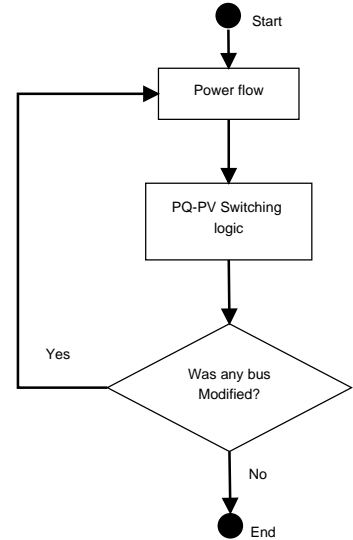 Start
Power flow
PQ-PV Switching
logic
Was any bus
Modified?
Yes
No
End